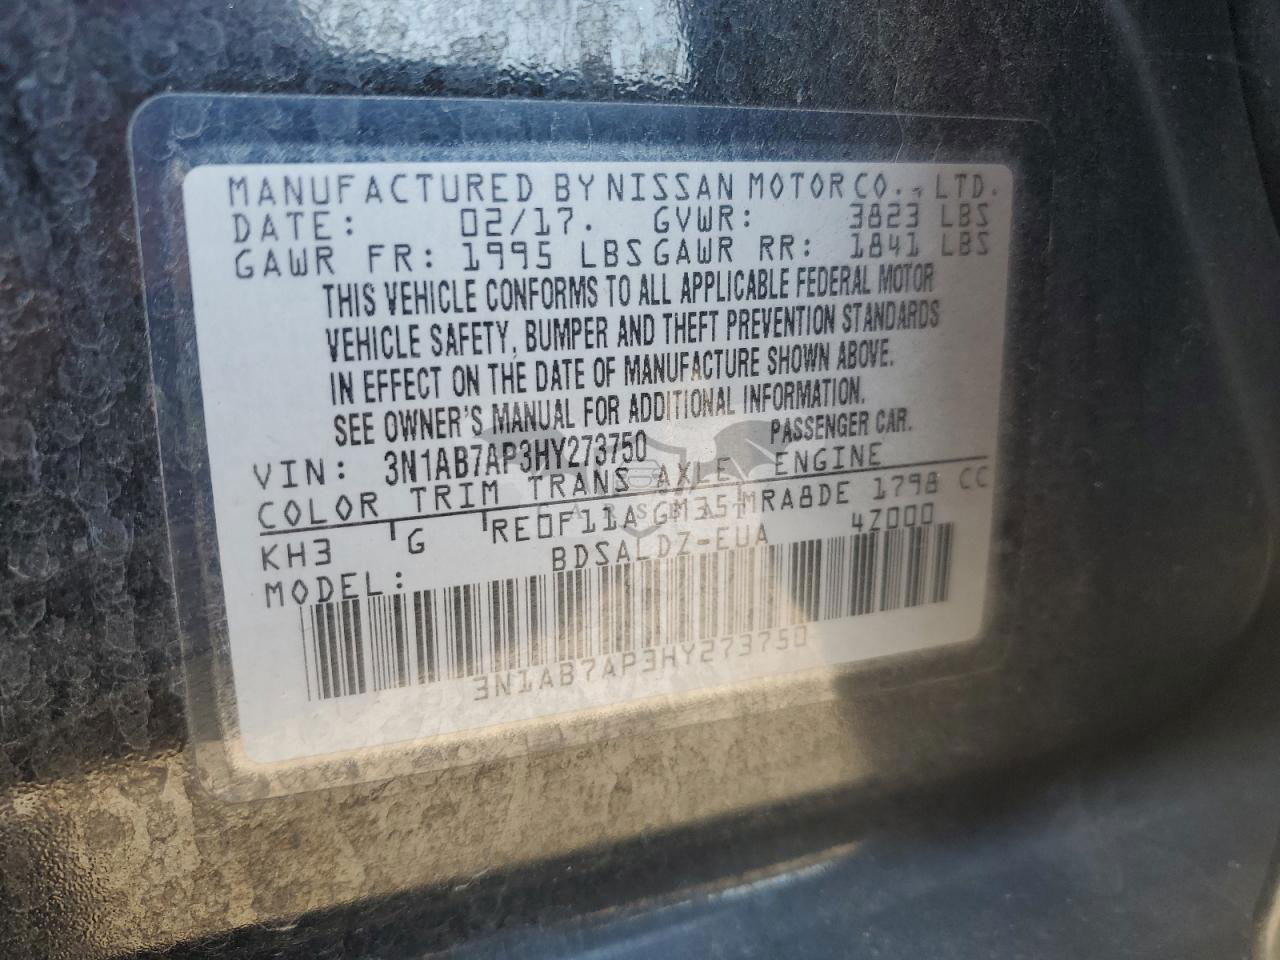 MANUFACTURED BY NISSAN MOTOR CO., LTD.
DATE: 02/17. GVWR: 3823 LBS
GAWR FR: 1995 LBS GAWR RR: 1841 LBS
THIS VEHICLE CONFORMS TO ALL APPLICABLE FEDERAL MOTOR
VEHICLE SAFETY, BUMPER AND THEFT PREVENTION STANDARDS
IN EFFECT ON THE DATE OF MANUFACTURE SHOWN ABOVE.
SEE OWNER'S MANUAL FOR ADDITIONAL INFORMATION.
VIN: 3N1AB7AP3HY273750 PASSENGER CAR.
COLOR TRIM TRANS AXLE ENGINE
KH3 G RE0F11A GM35 MRA8DE 1798 CC
MODEL: BDSALDZ-EUA 4Z000
3N1AB7AP3HY273750